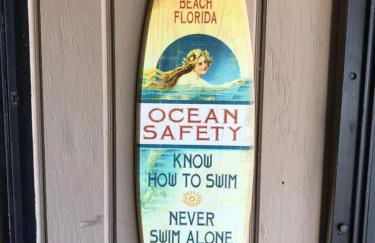 BEACH
FLORIDA
OCEAN
SAFETY
KNOW
HOW TO SWIM
NEVER
SWIM ALONE